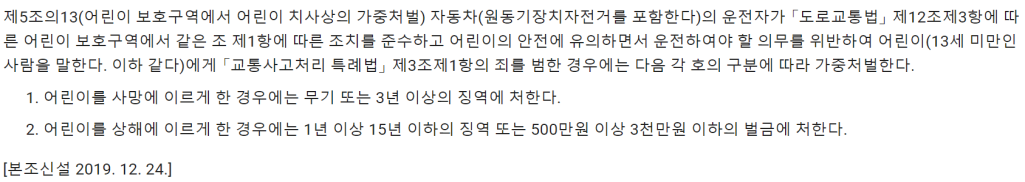 제5조의13(어린이 보호구역에서 어린이 치사상의 가중처벌) 자동차(원동기장치자전거를 포함한다)의 운전자가 「도로교통법」 제12조제3항에 따
른 어린이 보호구역에서 같은 조 제1항에 따른 조치를 준수하고 어린이의 안전에 유의하면서 운전하여야 할 의무를 위반하여 어린이(13세 미만인
사람을 말한다. 이하 같다)에게 「교통사고처리 특례법」 제3조제1항의 죄를 범한 경우에는 다음 각 호의 구분에 따라 가중처벌한다.
1. 어린이를 사망에 이르게 한 경우에는 무기 또는 3년 이상의 징역에 처한다.
2. 어린이를 상해에 이르게 한 경우에는 1년 이상 15년 이하의 징역 또는 500만원 이상 3천만원 이하의 벌금에 처한다.
[본조신설 2019. 12. 24.]